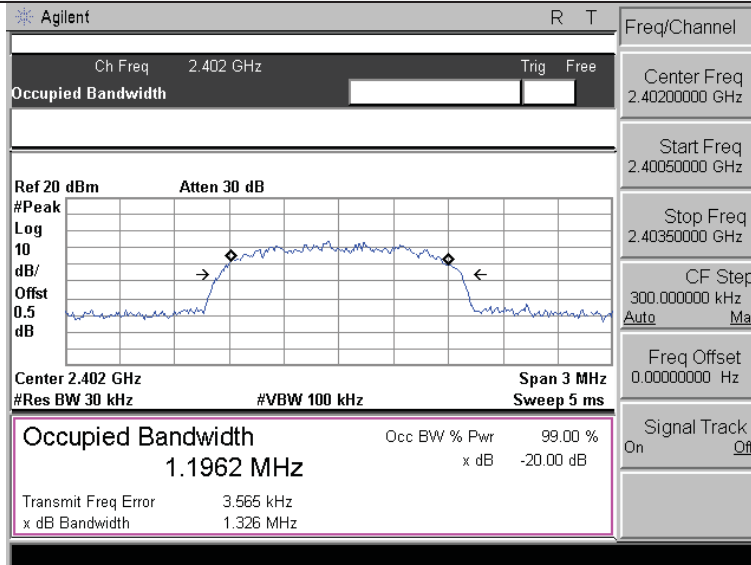 Agilent R T
Ch Freq 2.402 GHz Trig Free
Occupied Bandwidth
Ref 20 dBm Atten 30 dB
#Peak
Log
10
dB/
Offst
0.5
dB
Center 2.402 GHz Span 3 MHz
#Res BW 30 kHz #VBW 100 kHz Sweep 5 ms
Occupied Bandwidth Occ BW % Pwr 99.00 %
1.1962 MHz x dB -20.00 dB
Transmit Freq Error 3.565 kHz
x dB Bandwidth 1.326 MHz
Freq/Channel
Center Freq
2.40200000 GHz
Start Freq
2.40050000 GHz
Stop Freq
2.40350000 GHz
CF Step
300.000000 kHz
Auto Ma
Freq Offset
0.00000000 Hz
Signal Track
On Off